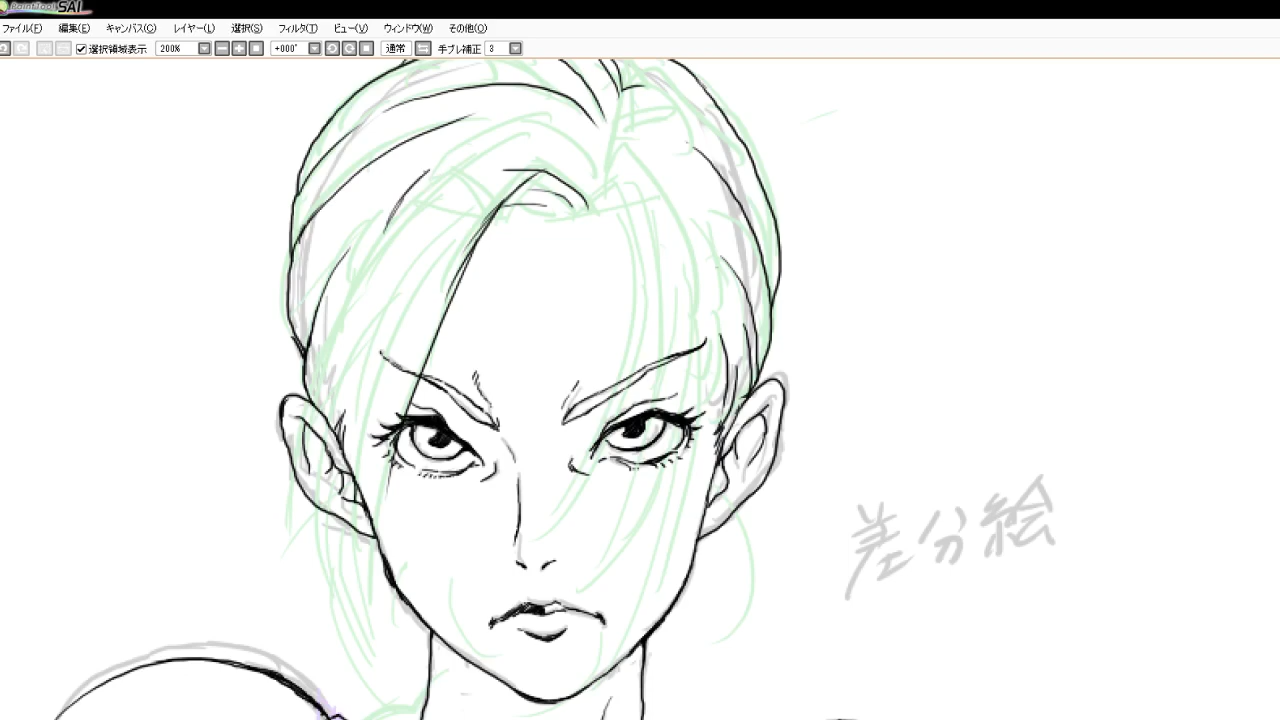 PaintTool SAI
ファイル(F) 編集(E) キャンバス(C) レイヤー(L) 選択(S) フィルタ(T) ビュー(V) ウィンドウ(W) その他(O)
選択領域表示 200% +000° 通常 手ブレ補正 3
差分絵